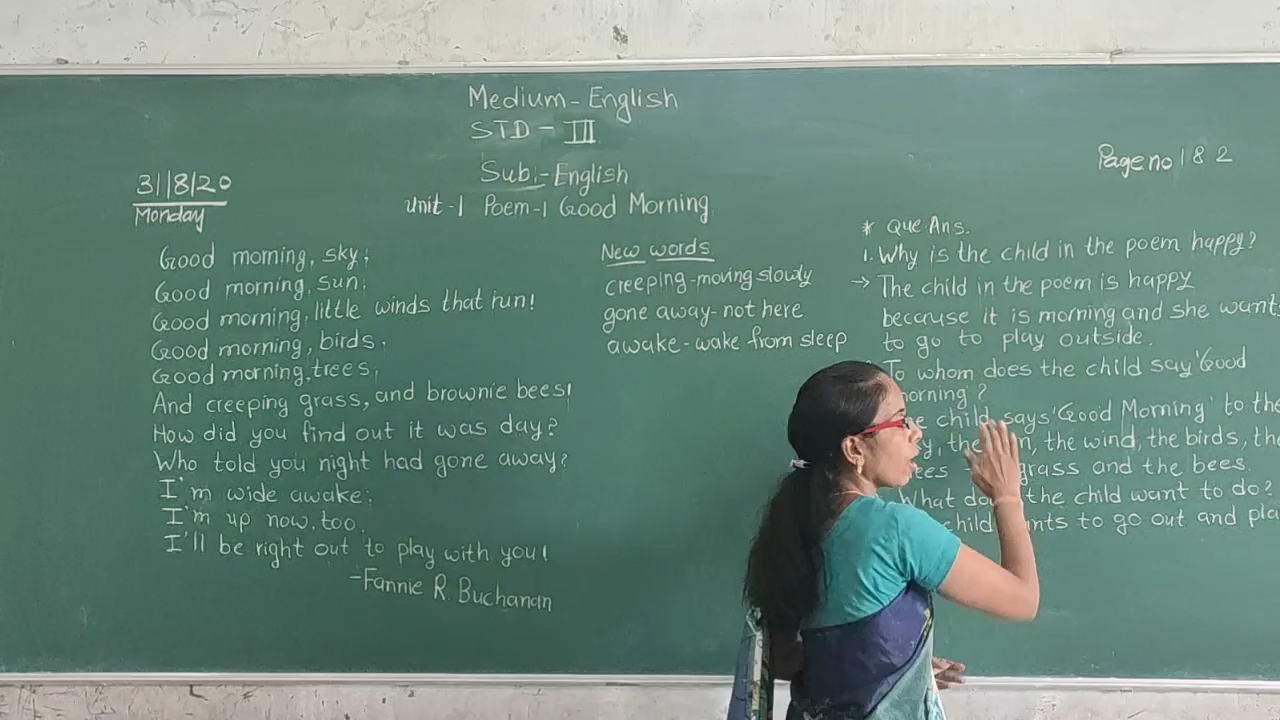 Medium - English
STD - III
Sub:- English
Unit-1 Poem-1 Good Morning
Page no 182
31/8/20
Monday
Good morning, sky;
Good morning, sun;
Good morning, little winds that run!
Good morning, birds,
Good morning, trees,
And creeping grass, and brownie bees!
How did you find out it was day?
Who told you night had gone away?
I'm wide awake;
I'm up now, too.
I'll be right out to play with you!
-Fannie R. Buchanan
New words
creeping-moving slowly
gone away-not here
awake-wake from sleep
* Que Ans.
1. Why is the child in the poem happy?
→ The child in the poem is happy
because it is morning and she want
to go to play outside.
To whom does the child say 'Good
orning'?
child says 'Good Morning' to the
the the wind, the birds, the
grass and the bees.
What do the child want to do?
child nts to go out and pla